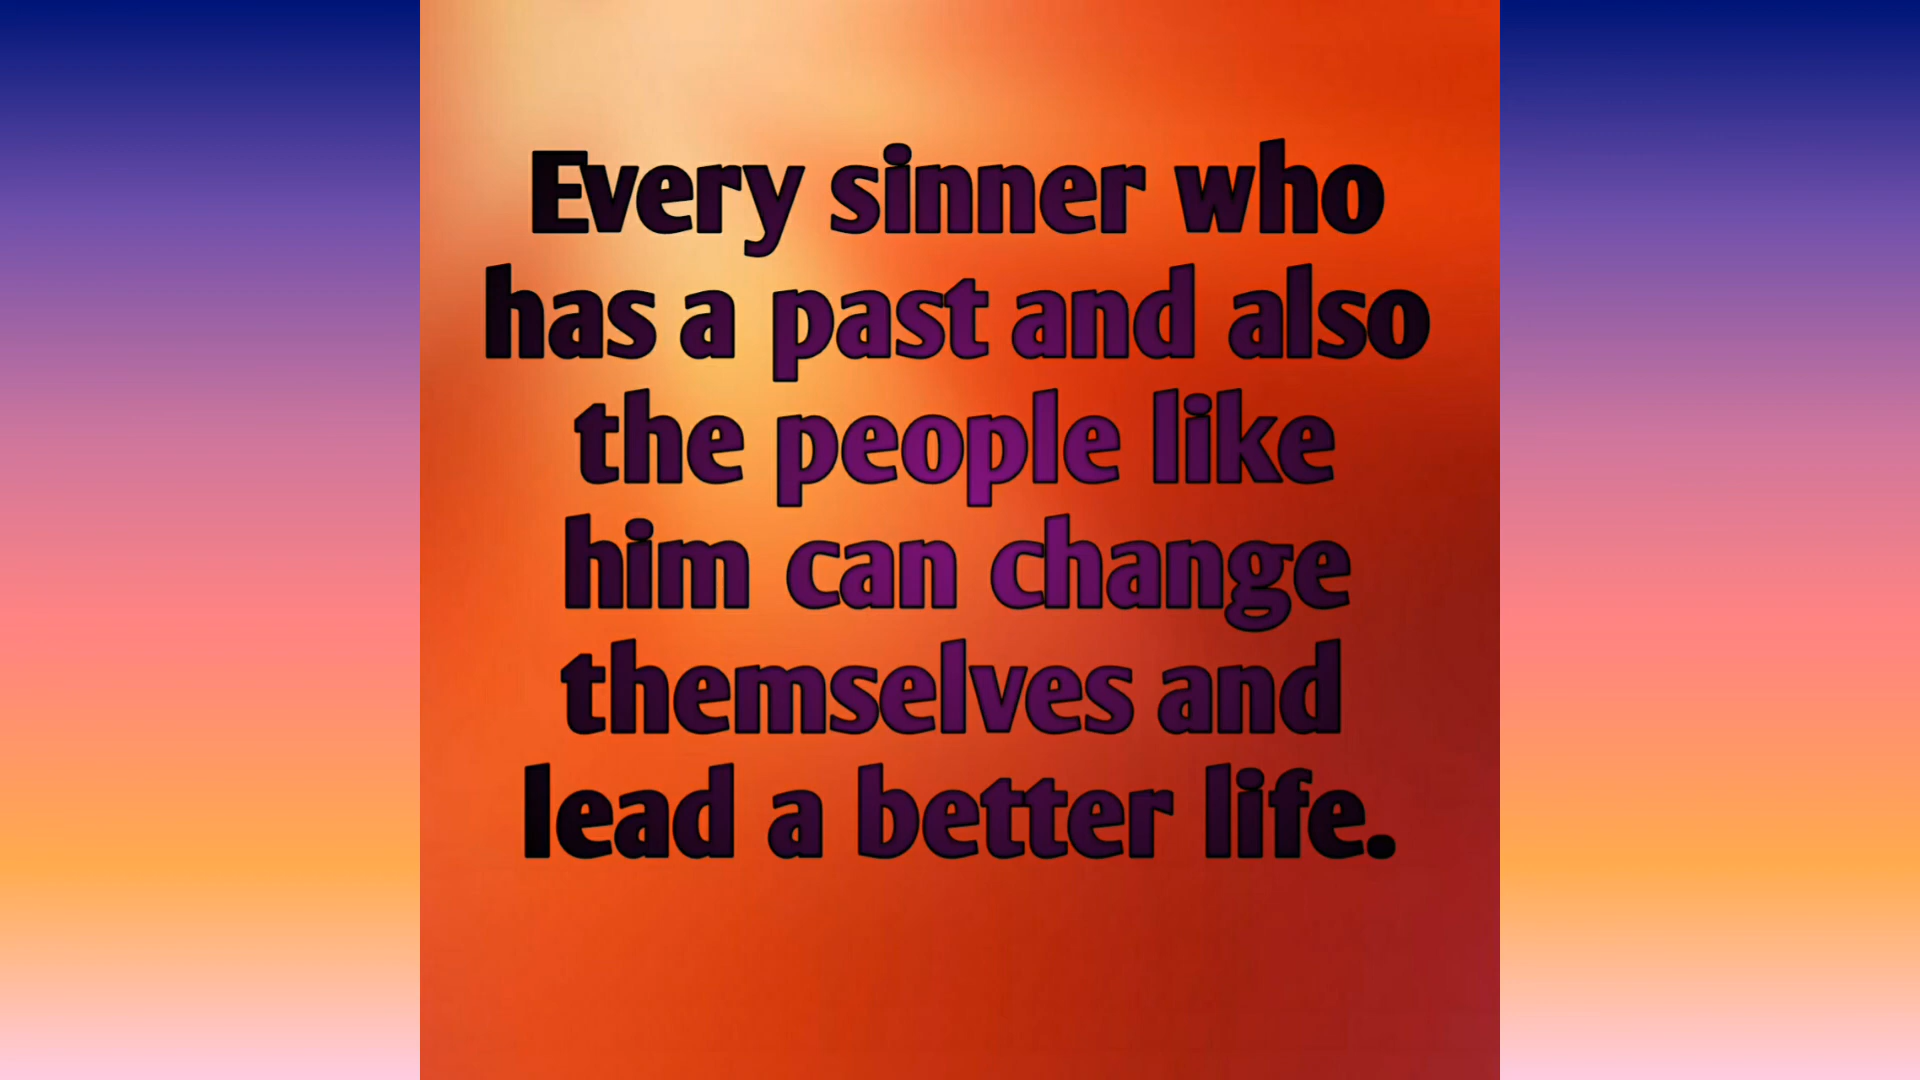 Every sinner who
has a past and also
the people like
him can change
themselves and
lead a better life.